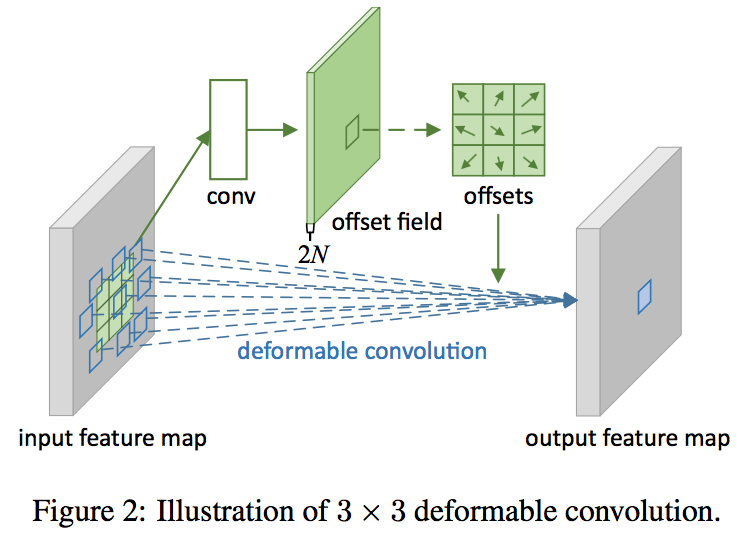 conv
offset field
offsets
2N
deformable convolution
input feature map
output feature map
Figure 2: Illustration of 3 × 3 deformable convolution.